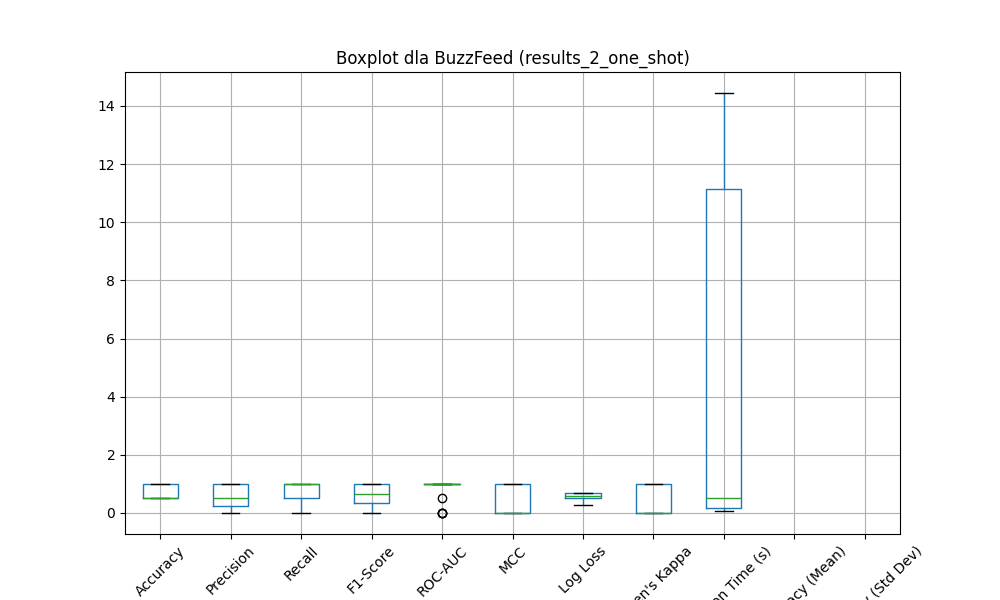 Boxplot dla BuzzFeed (results_2_one_shot)
14
12
10
8
6
4
2
0
Accuracy
Precision
Recall
F1-Score
ROC-AUC
MCC
Log Loss
en's Kappa
on Time (s)
acy (Mean)
(Std Dev)